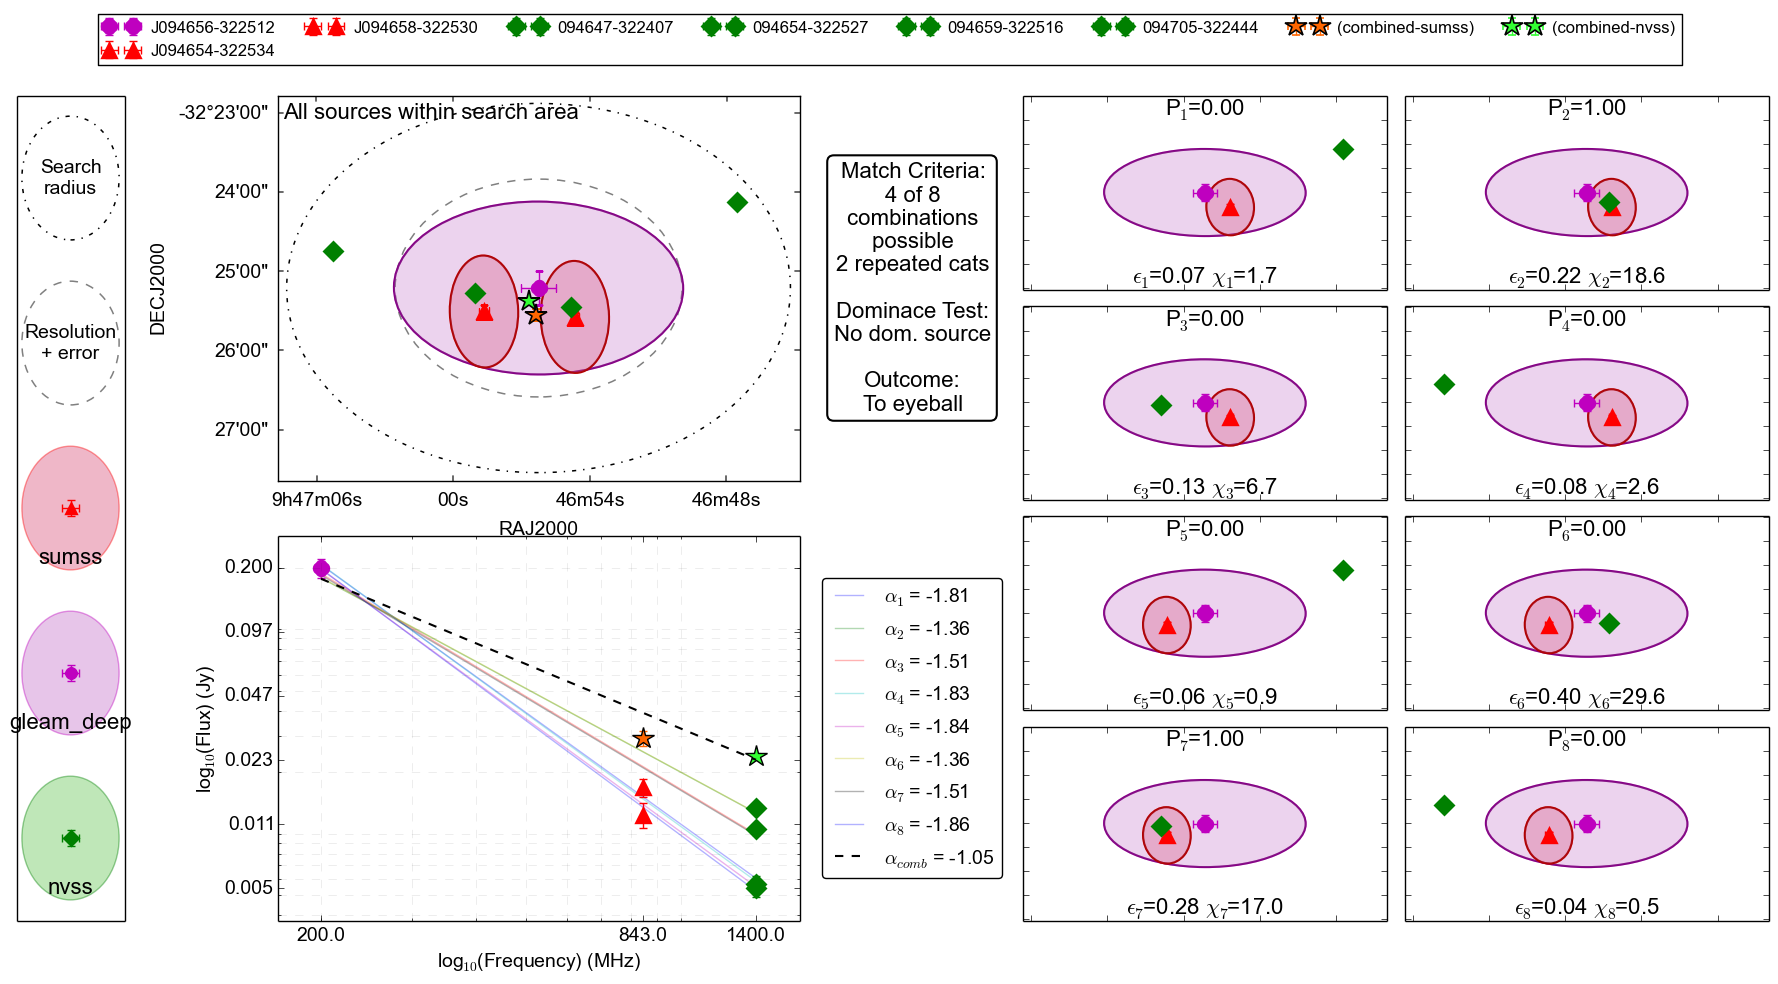 J094656-322512
J094658-322530
094647-322407
094654-322527
094659-322516
094705-322444
(combined-sumss)
(combined-nvss)
J094654-322534
Search
radius
Resolution
+ error
sumss
gleam_deep
nvss
All sources within search area
-32°23'00"
24'00"
25'00"
26'00"
27'00"
DECJ2000
9h47m06s
00s
46m54s
46m48s
RAJ2000
Match Criteria:
4 of 8
combinations
possible
2 repeated cats
Dominace Test:
No dom. source
Outcome:
To eyeball
0.200
0.097
0.047
0.023
0.011
0.005
log₁₀(Flux) (Jy)
200.0
843.0
1400.0
log₁₀(Frequency) (MHz)
α₁ = -1.81
α₂ = -1.36
α₃ = -1.51
α₄ = -1.83
α₅ = -1.84
α₆ = -1.36
α₇ = -1.51
α₈ = -1.86
α_comb = -1.05
P₁=0.00
ϵ₁=0.07 χ₁=1.7
P₂=1.00
ϵ₂=0.22 χ₂=18.6
P₃=0.00
ϵ₃=0.13 χ₃=6.7
P₄=0.00
ϵ₄=0.08 χ₄=2.6
P₅=0.00
ϵ₅=0.06 χ₅=0.9
P₆=0.00
ϵ₆=0.40 χ₆=29.6
P₇=1.00
ϵ₇=0.28 χ₇=17.0
P₈=0.00
ϵ₈=0.04 χ₈=0.5